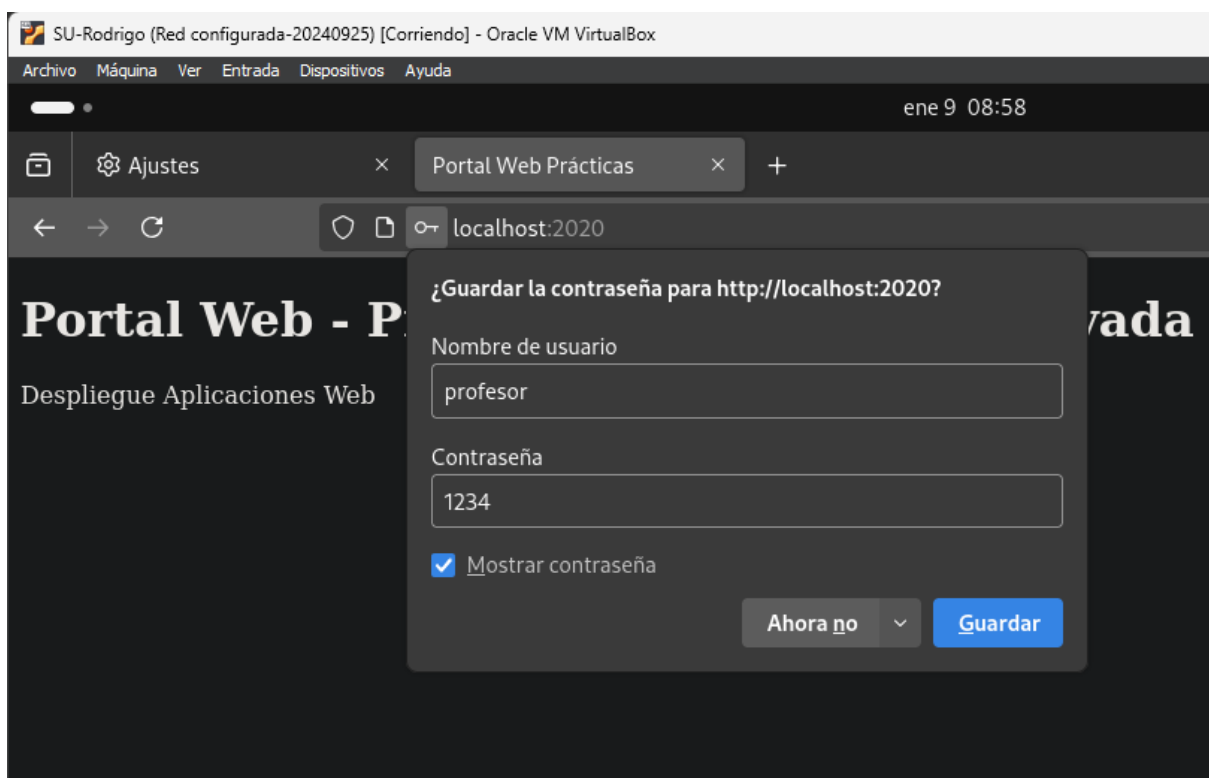 SU-Rodrigo (Red configurada-20240925) [Corriendo] - Oracle VM VirtualBox
Archivo Máquina Ver Entrada Dispositivos Ayuda
ene 9 08:58
Ajustes × Portal Web Prácticas × +
localhost:2020
¿Guardar la contraseña para http://localhost:2020?
Portal Web - P vada
Nombre de usuario
Despliegue Aplicaciones Web
profesor
Contraseña
1234
Mostrar contraseña
Ahora no
Guardar